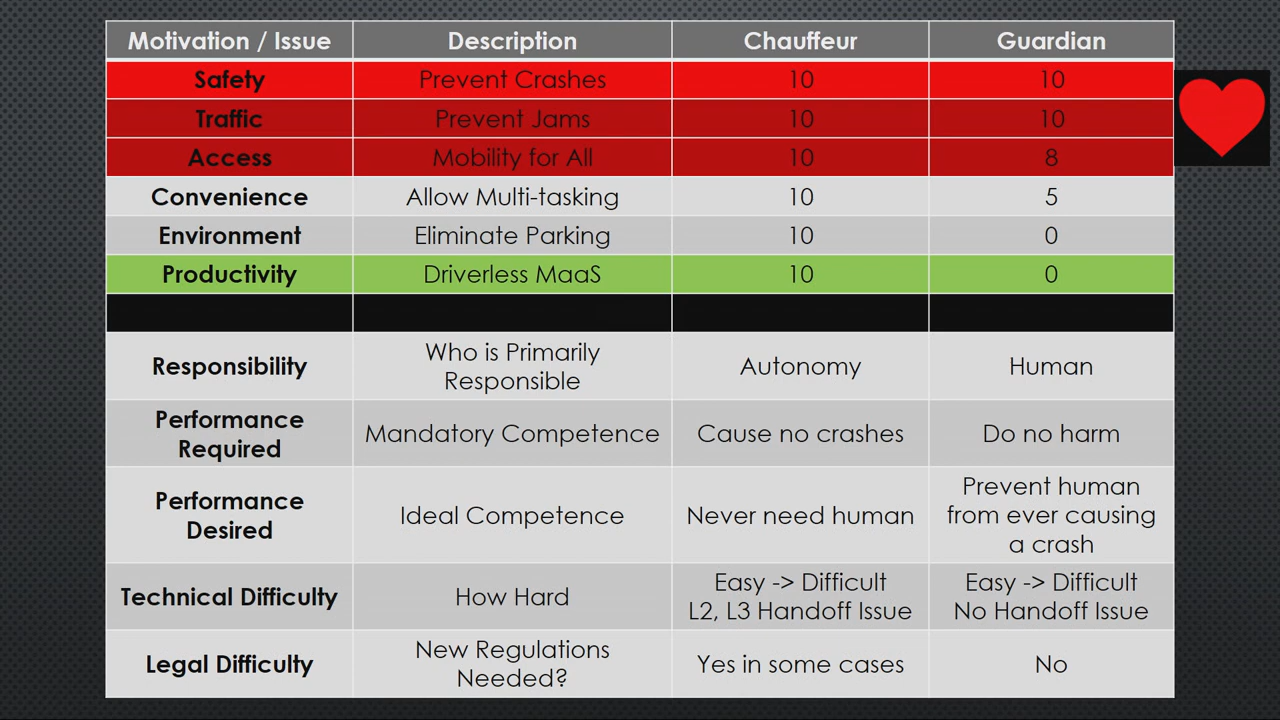 Motivation / Issue Description Chauffeur Guardian
Safety Prevent Crashes 10 10
Traffic Prevent Jams 10 10
Access Mobility for All 10 8
Convenience Allow Multi-tasking 10 5
Environment Eliminate Parking 10 0
Productivity Driverless MaaS 10 0
Responsibility
Who is Primarily
Responsible
Autonomy
Human
Performance
Required
Mandatory Competence
Cause no crashes
Do no harm
Performance
Desired
Ideal Competence
Never need human
Prevent human
from ever causing
a crash
Technical Difficulty
How Hard
Easy -> Difficult
L2, L3 Handoff Issue
Easy -> Difficult
No Handoff Issue
Legal Difficulty
New Regulations
Needed?
Yes in some cases
No